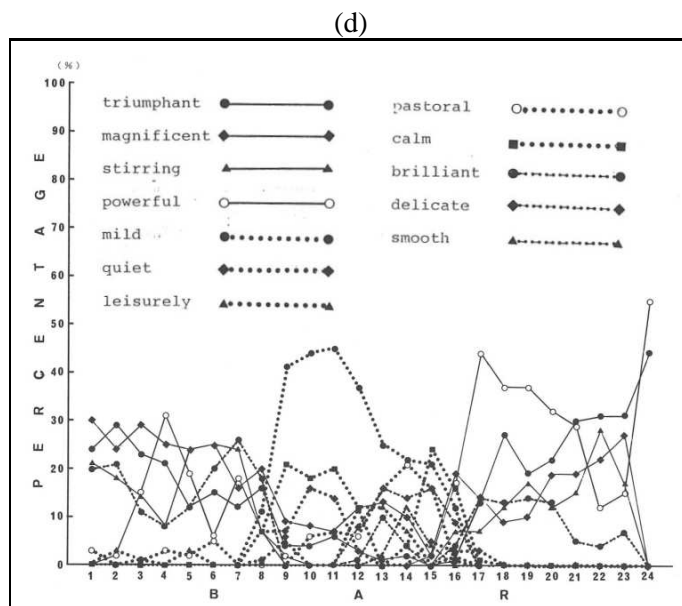 (d)
(%)
100
90
80
70
60
50
40
30
20
10
0
PERCENTAGE
triumphant
magnificent
stirring
powerful
mild
quiet
leisurely
pastoral
calm
brilliant
delicate
smooth
1 2 3 4 5 6 7 8 9 10 11 12 13 14 15 16 17 18 19 20 21 22 23 24
B A R